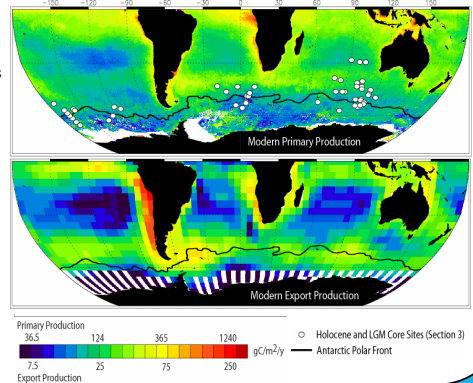 -150 -120 -90 -60 -30 0 30 60 90 120 150
s
Modern Primary Production
Modern Export Production
Primary Production
36.5 124 365 1240
gC/m²/y
7.5 25 75 250
Export Production
Holocene and LGM Core Sites (Section 3)
Antarctic Polar Front